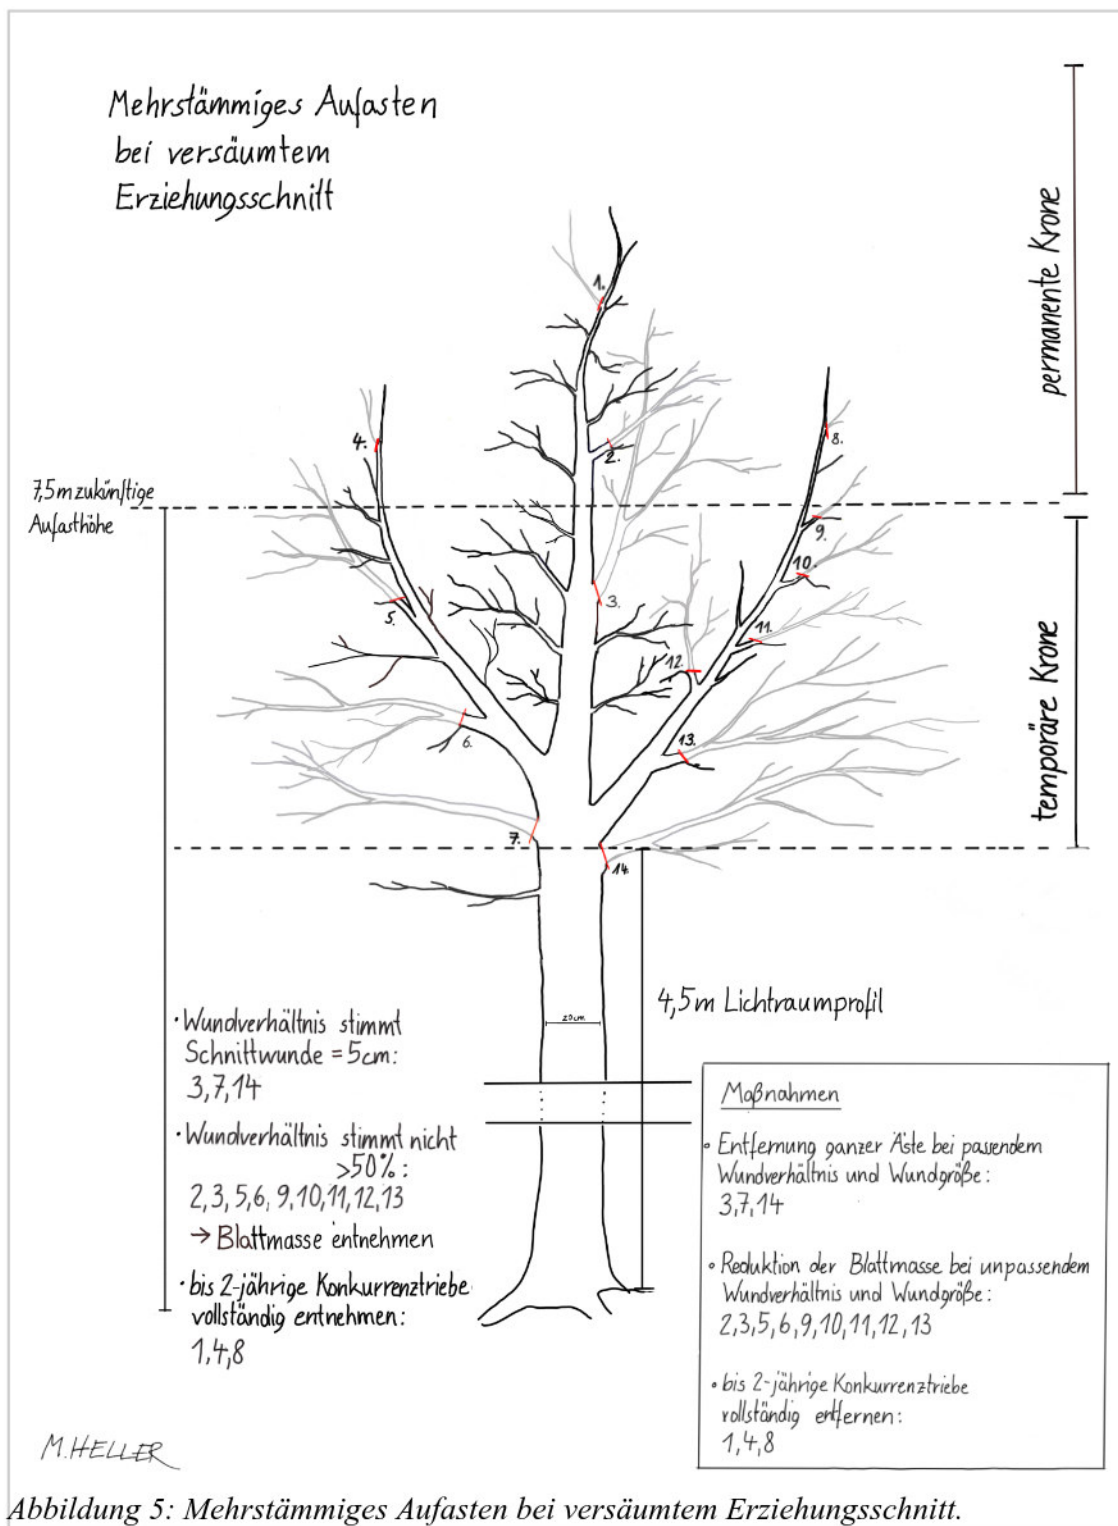 Mehrstämmiges Aufasten
bei versäumtem
Erziehungsschnitt
permanente Krone
1.
2.
4.
8.
7,5m zukünftige
Aufasthöhe
9.
10.
3.
5.
11.
12.
6.
13.
temporäre Krone
7.
14.
4,5m Lichtraumprofil
20cm
· Wundverhältnis stimmt
Schnittwunde = 5cm:
3,7,14
· Wundverhältnis stimmt nicht
>50%:
2,3,5,6,9,10,11,12,13
→ Blattmasse entnehmen
· bis 2-jährige Konkurrenztriebe
vollständig entnehmen:
1,4,8
Maßnahmen
° Entfernung ganzer Äste bei passendem
Wundverhältnis und Wundgröße:
3,7,14
° Reduktion der Blattmasse bei unpassendem
Wundverhältnis und Wundgröße:
2,3,5,6,9,10,11,12,13
° bis 2-jährige Konkurrenztriebe
vollständig entfernen:
1,4,8
M.HELLER
Abbildung 5: Mehrstämmiges Aufasten bei versäumtem Erziehungsschnitt.